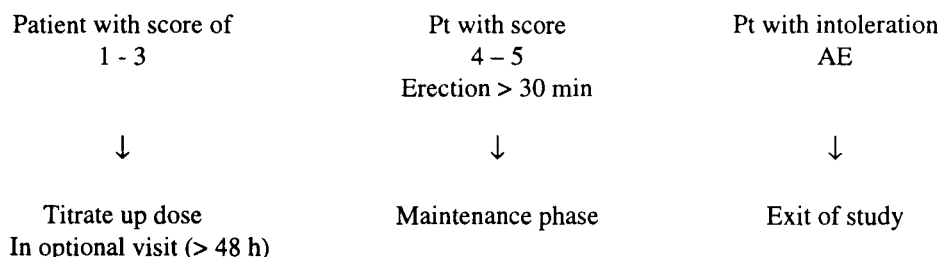 Patient with score of
1 - 3
↓
Titrate up dose
In optional visit (> 48 h)
Pt with score
4 – 5
Erection > 30 min
↓
Maintenance phase
Pt with intoleration
AE
↓
Exit of study